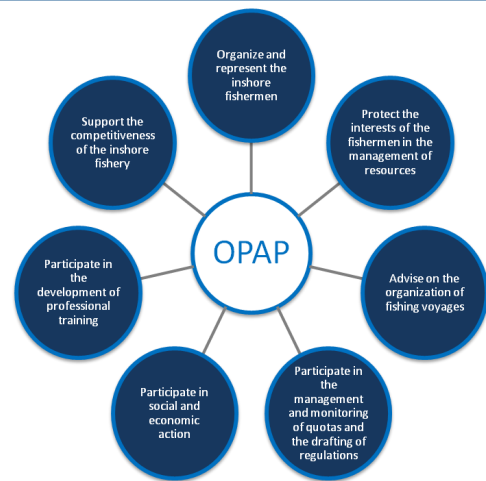 Organize and
represent the
inshore
fishermen
Protect the
interests of the
fishermen in the
management of
resources
Advise on the
organization of
fishing voyages
Participate in
the
management
and monitoring
of quotas and
the drafting of
regulations
Participate in
social and
economic
action
Participate in
the
development of
professional
training
Support the
competitiveness
of the inshore
fishery
OPAP